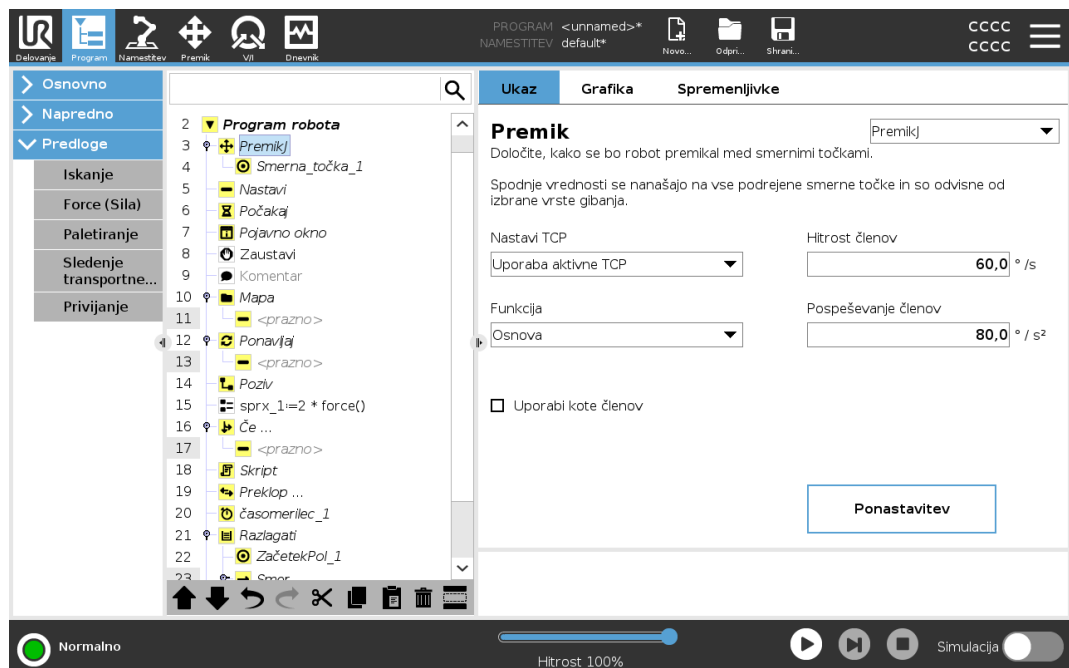 PROGRAM <unnamed>*
NAMESTITEV default*
CCCC
CCCC
Delovanje
Program
Namestitev
Premik
V/I
Dnevnik
Novo...
Odpri...
Shrani...
Osnovno
Napredno
Predloge
Iskanje
Force (Sila)
Paletiranje
Sledenje
transportne...
Privijanje
2 Program robota
3 PremikJ
4 Smerna_točka_1
5 Nastavi
6 Počakaj
7 Pojavno okno
8 Zaustavi
9 Komentar
10 Mapa
11 <prazno>
12 Ponavljaj
13 <prazno>
14 Poziv
15 sprx_1:=2 * force()
16 Če ...
17 <prazno>
18 Skript
19 Preklop ...
20 časomerilec_1
21 Razlagati
22 ZačetekPol_1
23 Smer
Ukaz
Grafika
Spremenljivke
Premik
PremikJ
Določite, kako se bo robot premikal med smernimi točkami.
Spodnje vrednosti se nanašajo na vse podrejene smerne točke in so odvisne od
izbrane vrste gibanja.
Nastavi TCP
Hitrost členov
Uporaba aktivne TCP
60,0 ° /s
Funkcija
Pospeševanje členov
Osnova
80,0 ° / s²
Uporabi kote členov
Ponastavitev
Normalno
Hitrost 100%
Simulacija